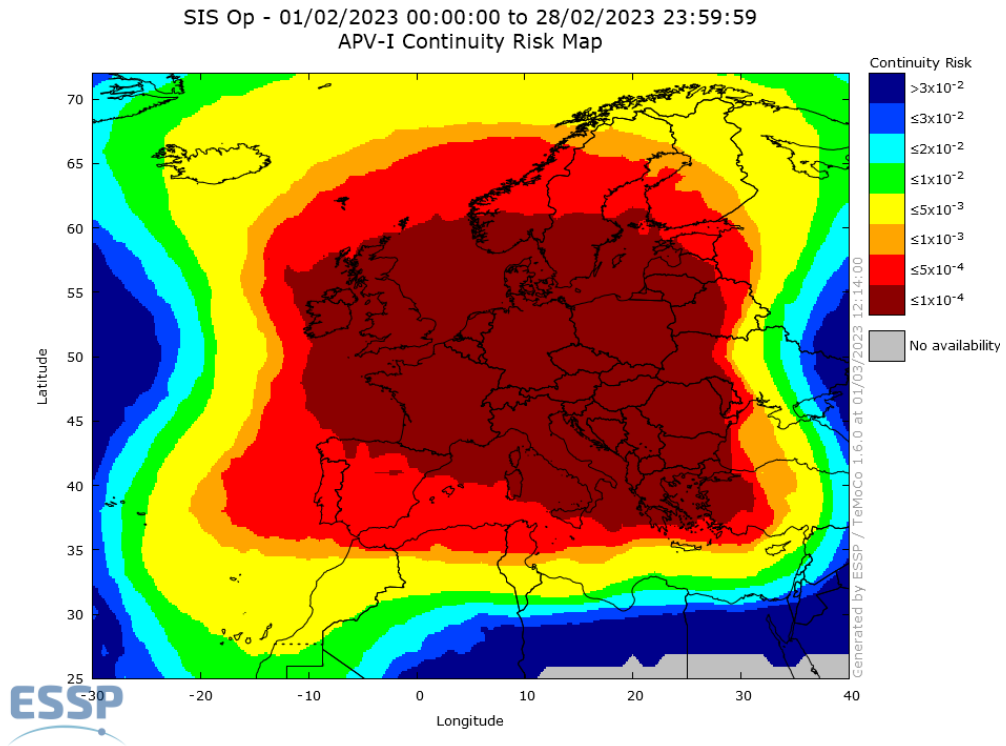 SIS Op - 01/02/2023 00:00:00 to 28/02/2023 23:59:59
APV-I Continuity Risk Map
Continuity Risk
>3x10⁻²
≤3x10⁻²
≤2x10⁻²
≤1x10⁻²
≤5x10⁻³
≤1x10⁻³
≤5x10⁻⁴
≤1x10⁻⁴
No availability
Latitude
70
65
60
55
50
45
40
35
30
25
-30
-20
-10
0
10
20
30
40
Longitude
Generated by ESSP / TeMoCo 1.6.0 at 01/03/2023 12:14:00
ESSP